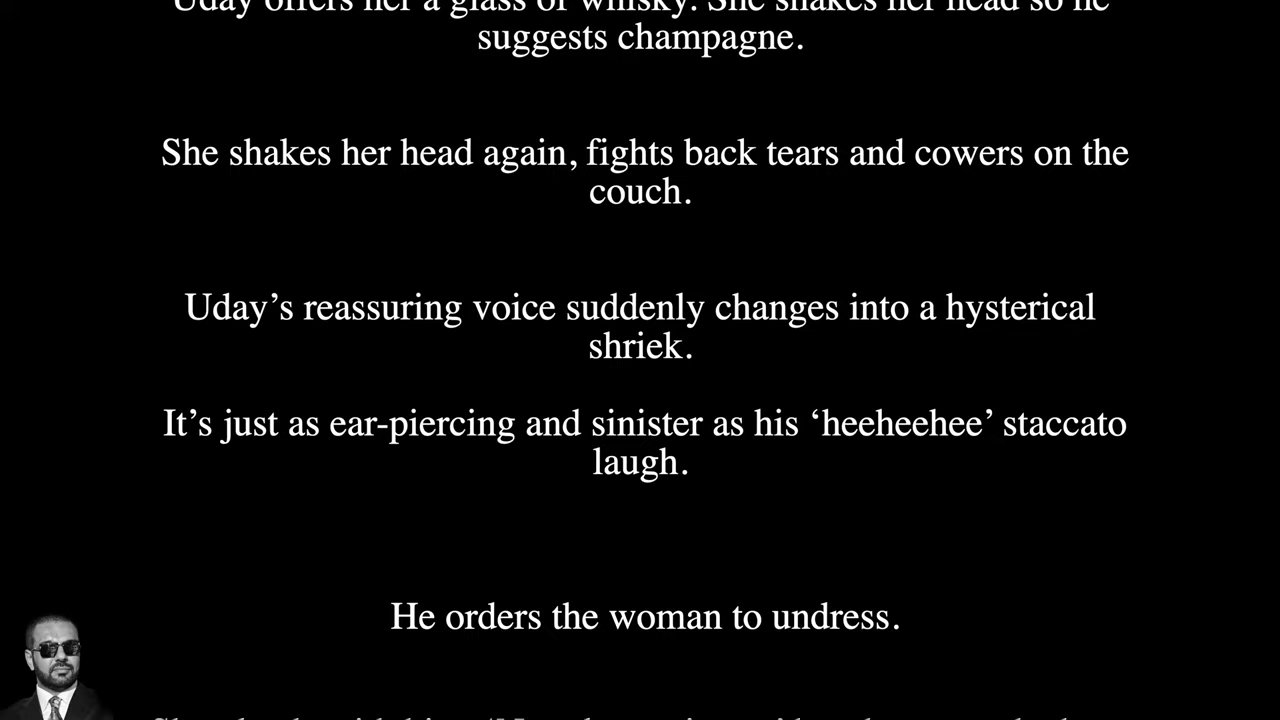 Uday offers her a glass of whisky. She shakes her head so he
suggests champagne.
She shakes her head again, fights back tears and cowers on the
couch.
Uday’s reassuring voice suddenly changes into a hysterical
shriek.
It’s just as ear-piercing and sinister as his ‘heeheehee’ staccato
laugh.
He orders the woman to undress.